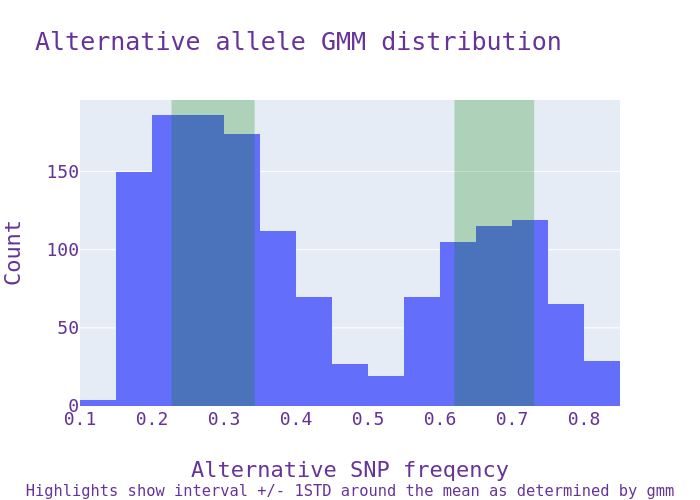 Alternative allele GMM distribution
Count
150
100
50
0
0.1 0.2 0.3 0.4 0.5 0.6 0.7 0.8
Alternative SNP freqency
Highlights show interval +/- 1STD around the mean as determined by gmm